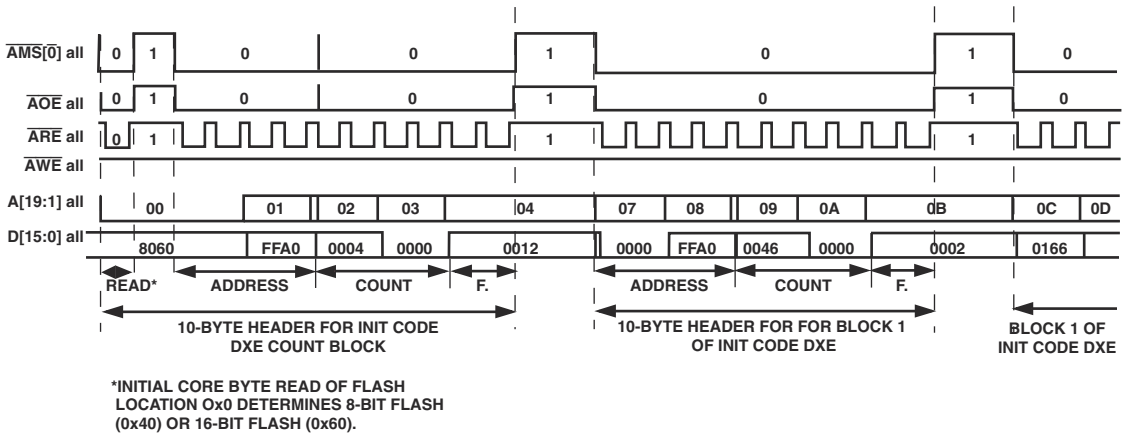 AMS[0] all 0 1 0 0 1 0 1 0
AOE all 0 1 0 0 1 0 1 0
ARE all 0 1 1 1
AWE all
A[19:1] all 00 01 02 03 04 07 08 09 0A 0B 0C 0D
D[15:0] all 8060 FFA0 0004 0000 0012 0000 FFA0 0046 0000 0002 0166
READ* ADDRESS COUNT F. ADDRESS COUNT F.
10-BYTE HEADER FOR INIT CODE
DXE COUNT BLOCK
10-BYTE HEADER FOR FOR BLOCK 1
OF INIT CODE DXE
BLOCK 1 OF
INIT CODE DXE
*INITIAL CORE BYTE READ OF FLASH
LOCATION Ox0 DETERMINES 8-BIT FLASH
(0x40) OR 16-BIT FLASH (0x60).